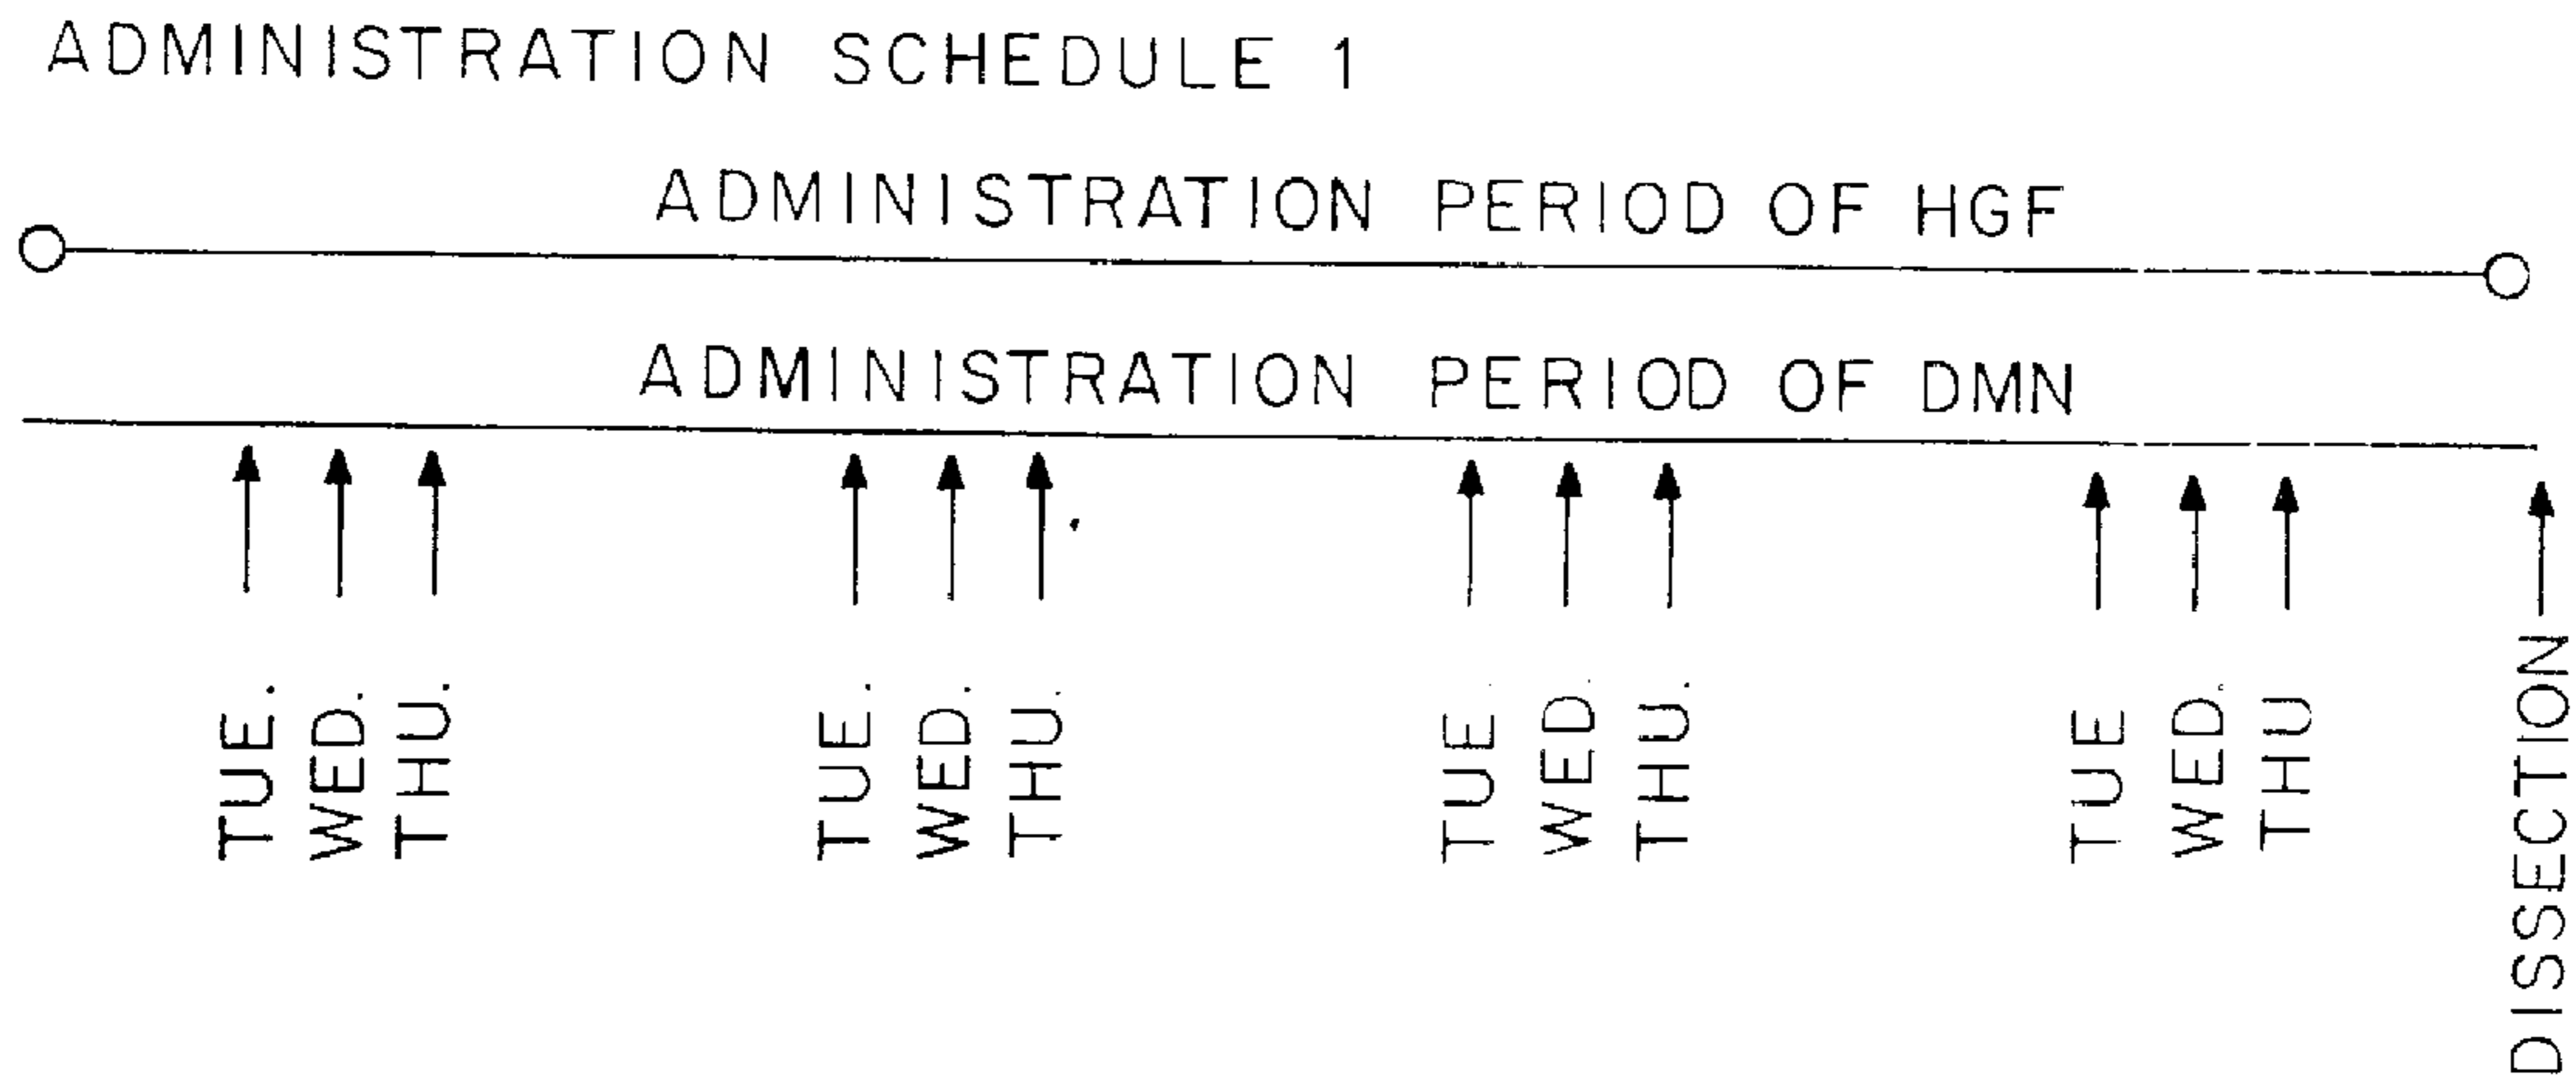 ADMINISTRATION SCHEDULE 1
ADMINISTRATION PERIOD OF HGF
ADMINISTRATION PERIOD OF DMN
TUE.
WED.
THU.
TUE.
WED.
THU.
TUE.
WED.
THU.
TUE
WED.
THU
DISSECTION